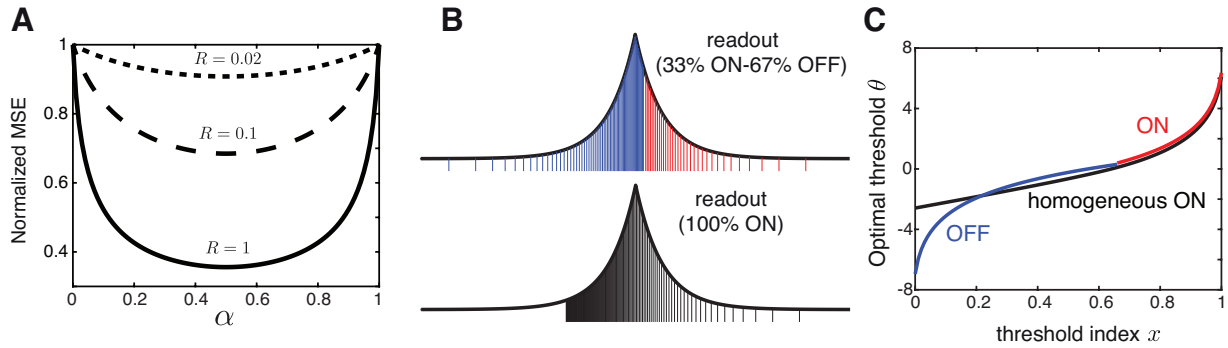 A
Normalized MSE
1
0.8
0.6
0.4
R = 0.02
R = 0.1
R = 1
0 0.2 0.4 0.6 0.8 1
α
B
readout
(33% ON-67% OFF)
readout
(100% ON)
C
Optimal threshold θ
8
4
0
-4
-8
ON
homogeneous ON
OFF
0 0.2 0.4 0.6 0.8 1
threshold index x